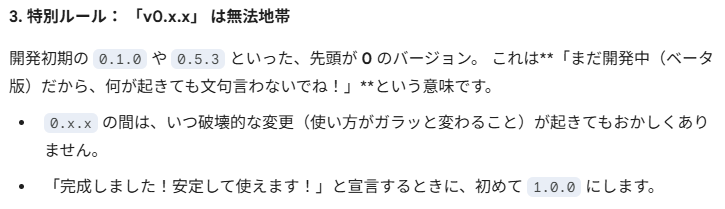 3. 特別ルール： 「v0.x.x」 は無法地帯
開発初期の 0.1.0 や 0.5.3 といった、先頭が 0 のバージョン。 これは**「まだ開発中（ベータ
版）だから、何が起きても文句言わないでね！」**という意味です。
• 0.x.x の間は、いつ破壊的な変更（使い方がガラッと変わること）が起きてもおかしくあり
ません。
• 「完成しました！安定して使えます！」と宣言するときに、初めて 1.0.0 にします。